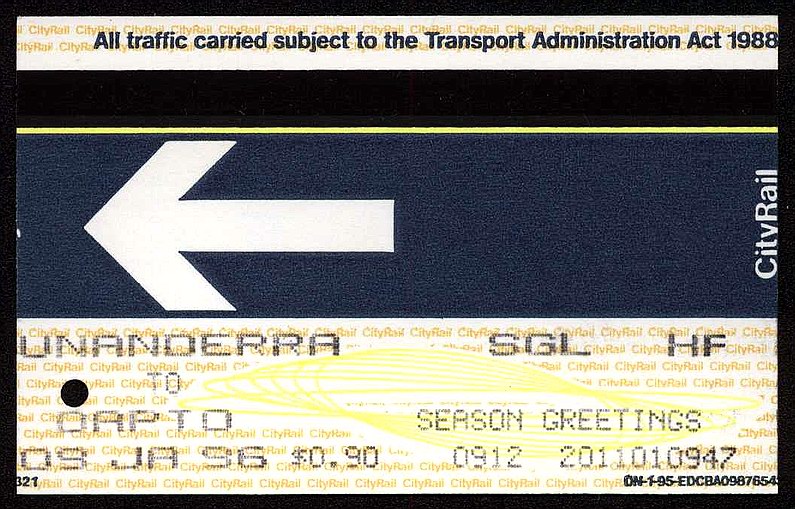 All traffic carried subject to the Transport Administration Act 1988
CityRail
UNANDERRA SGL HF
TO
DAPTO SEASON GREETINGS
09 JA 96 $0.90 0912 2011010947
321 ON-1-95-EDCBA0987654